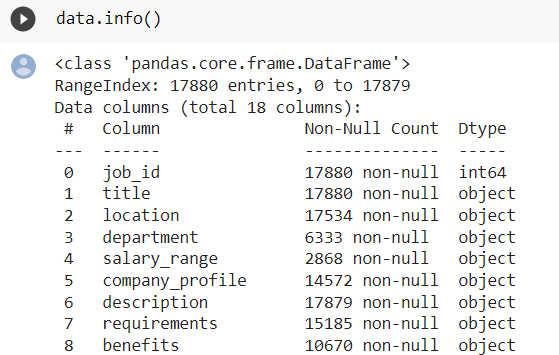 data.info()
<class 'pandas.core.frame.DataFrame'>
RangeIndex: 17880 entries, 0 to 17879
Data columns (total 18 columns):
 #   Column               Non-Null Count  Dtype
---  ------               --------------  -----
 0   job_id               17880 non-null  int64
 1   title                17880 non-null  object
 2   location             17534 non-null  object
 3   department           6333 non-null   object
 4   salary_range         2868 non-null   object
 5   company_profile      14572 non-null  object
 6   description          17879 non-null  object
 7   requirements         15185 non-null  object
 8   benefits             10670 non-null  object